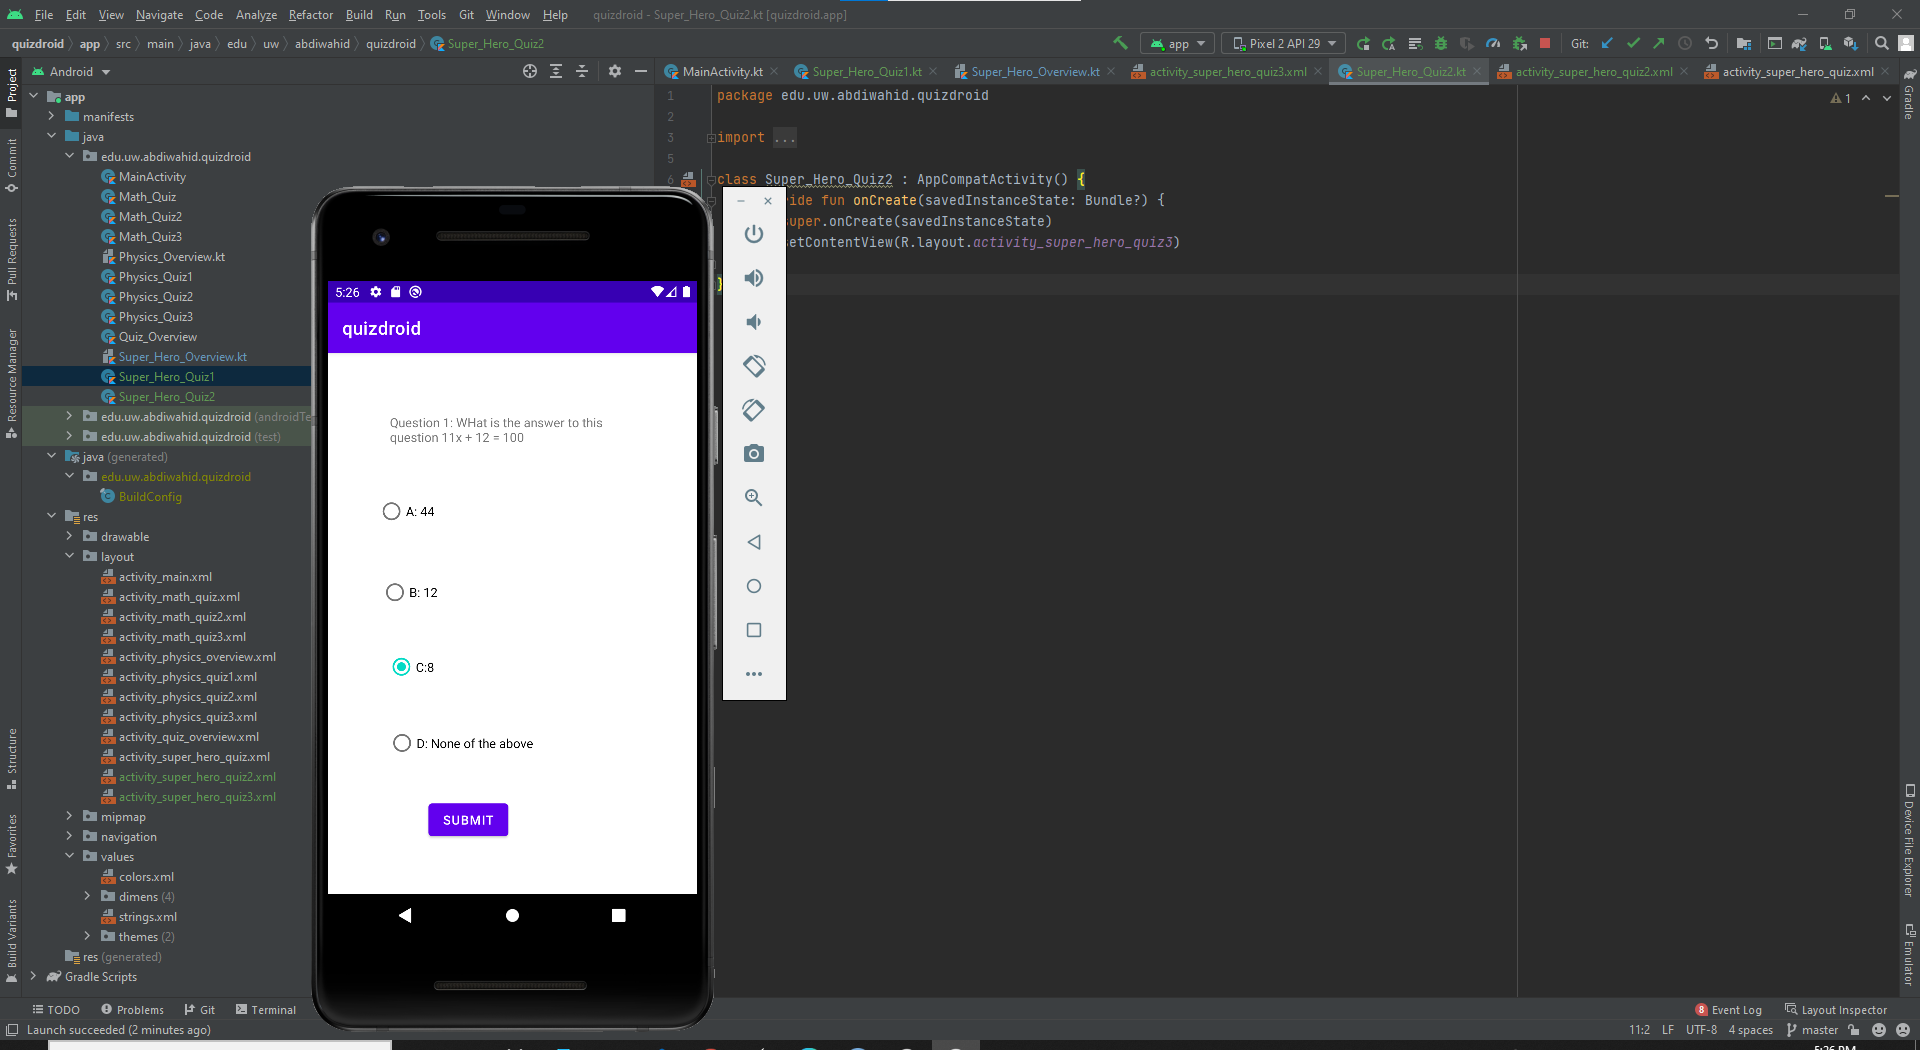 File Edit View Navigate Code Analyze Refactor Build Run Tools Git Window Help quizdroid - Super_Hero_Quiz2.kt [quizdroid.app]
quizdroid app src main java edu uw abdiwahid quizdroid Super_Hero_Quiz2 app Pixel 2 API 29 Git:
Android MainActivity.kt Super_Hero_Quiz1.kt Super_Hero_Overview.kt activity_super_hero_quiz3.xml Super_Hero_Quiz2.kt activity_super_hero_quiz2.xml activity_super_hero_quiz.xml
Project
Commit
Pull Requests
Resource Manager
Structure
Favorites
Build Variants
app
manifests
java
edu.uw.abdiwahid.quizdroid
MainActivity
Math_Quiz
Math_Quiz2
Math_Quiz3
Physics_Overview.kt
Physics_Quiz1
Physics_Quiz2
Physics_Quiz3
Quiz_Overview
Super_Hero_Overview.kt
Super_Hero_Quiz1
Super_Hero_Quiz2
edu.uw.abdiwahid.quizdroid (androidTe
edu.uw.abdiwahid.quizdroid (test)
java (generated)
edu.uw.abdiwahid.quizdroid
BuildConfig
res
drawable
layout
activity_main.xml
activity_math_quiz.xml
activity_math_quiz2.xml
activity_math_quiz3.xml
activity_physics_overview.xml
activity_physics_quiz1.xml
activity_physics_quiz2.xml
activity_physics_quiz3.xml
activity_quiz_overview.xml
activity_super_hero_quiz.xml
activity_super_hero_quiz2.xml
activity_super_hero_quiz3.xml
mipmap
navigation
values
colors.xml
dimens (4)
strings.xml
themes (2)
res (generated)
Gradle Scripts
5:26
quizdroid
Question 1: WHat is the answer to this
question 11x + 12 = 100
A: 44
B: 12
C:8
D: None of the above
SUBMIT
1 package edu.uw.abdiwahid.quizdroid
2
3 import ...
5
6 class Super_Hero_Quiz2 : AppCompatActivity() {
ride fun onCreate(savedInstanceState: Bundle?) {
super.onCreate(savedInstanceState)
setContentView(R.layout.activity_super_hero_quiz3)
}
1
Gradle
Device File Explorer
Emulator
TODO Problems Git Terminal 8 Event Log Layout Inspector
Launch succeeded (2 minutes ago) 11:2 LF UTF-8 4 spaces master
5:26 PM